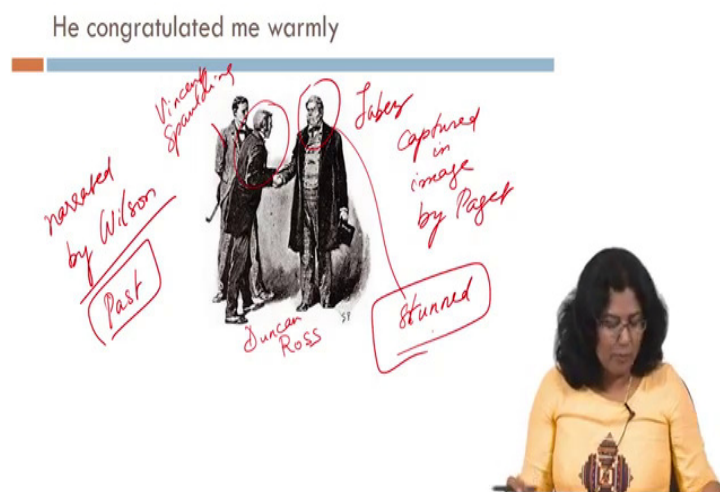 He congratulated me warmly
Vincent
Spaulding
Jabez
captured
in
image
by Paget
narrated
by Wilson
Past
stunned
Duncan
Ross
SP